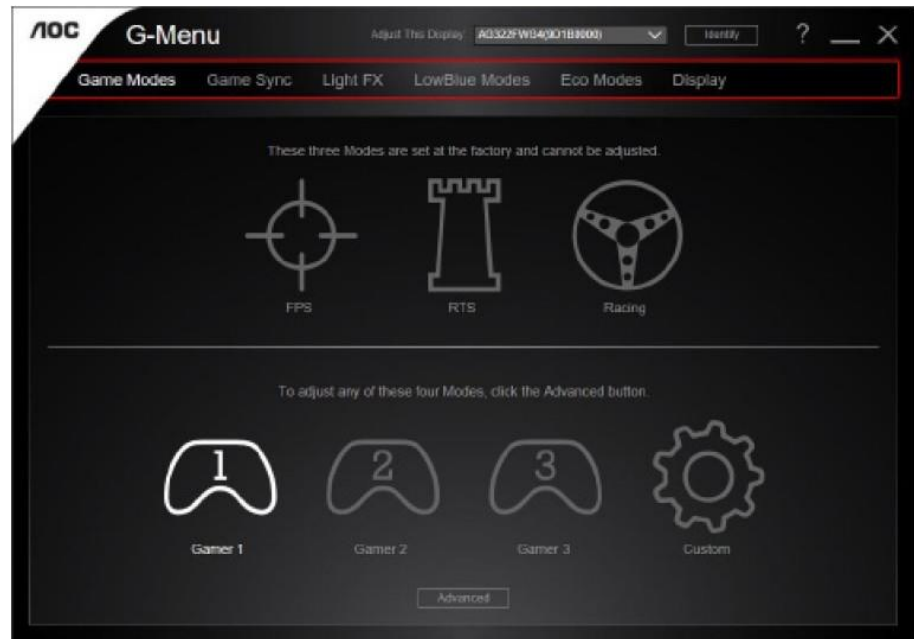 AOC
G-Menu
Adjust This Display: AG322FWG4(9D1B0000) Identify ?
Game Modes Game Sync Light FX LowBlue Modes Eco Modes Display
These three Modes are set at the factory and cannot be adjusted.
FPS RTS Racing
To adjust any of these four Modes, click the Advanced button.
1 2 3
Gamer 1 Gamer 2 Gamer 3 Custom
Advanced